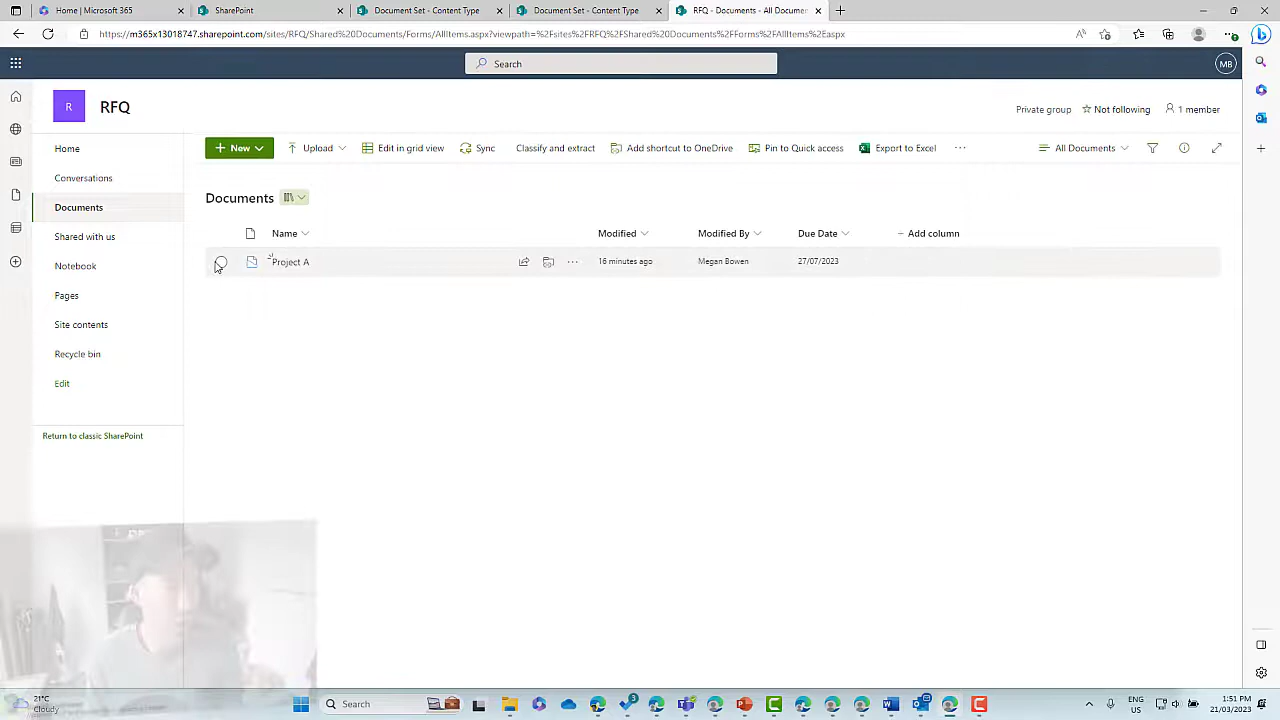 Home | Microsoft 365
SharePoint
Document Set - Content Type
Document Set - Content Type
RFQ - Documents - All Documen
https://m365x13018747.sharepoint.com/sites/RFQ/Shared%20Documents/Forms/AllItems.aspx?viewpath=%2Fsites%2FRFQ%2FShared%20Documents%2FForms%2FAllItems%2Easpx
Search
MB
R
RFQ
Private group
Not following
1 member
Home
Conversations
Documents
Shared with us
Notebook
Pages
Site contents
Recycle bin
Edit
Return to classic SharePoint
New
Upload
Edit in grid view
Sync
Classify and extract
Add shortcut to OneDrive
Pin to Quick access
Export to Excel
All Documents
Documents
Name
Modified
Modified By
Due Date
Add column
Project A
16 minutes ago
Megan Bowen
27/07/2023
21°C
Cloudy
Search
3
ENG
US
1:51 PM
21/03/2023